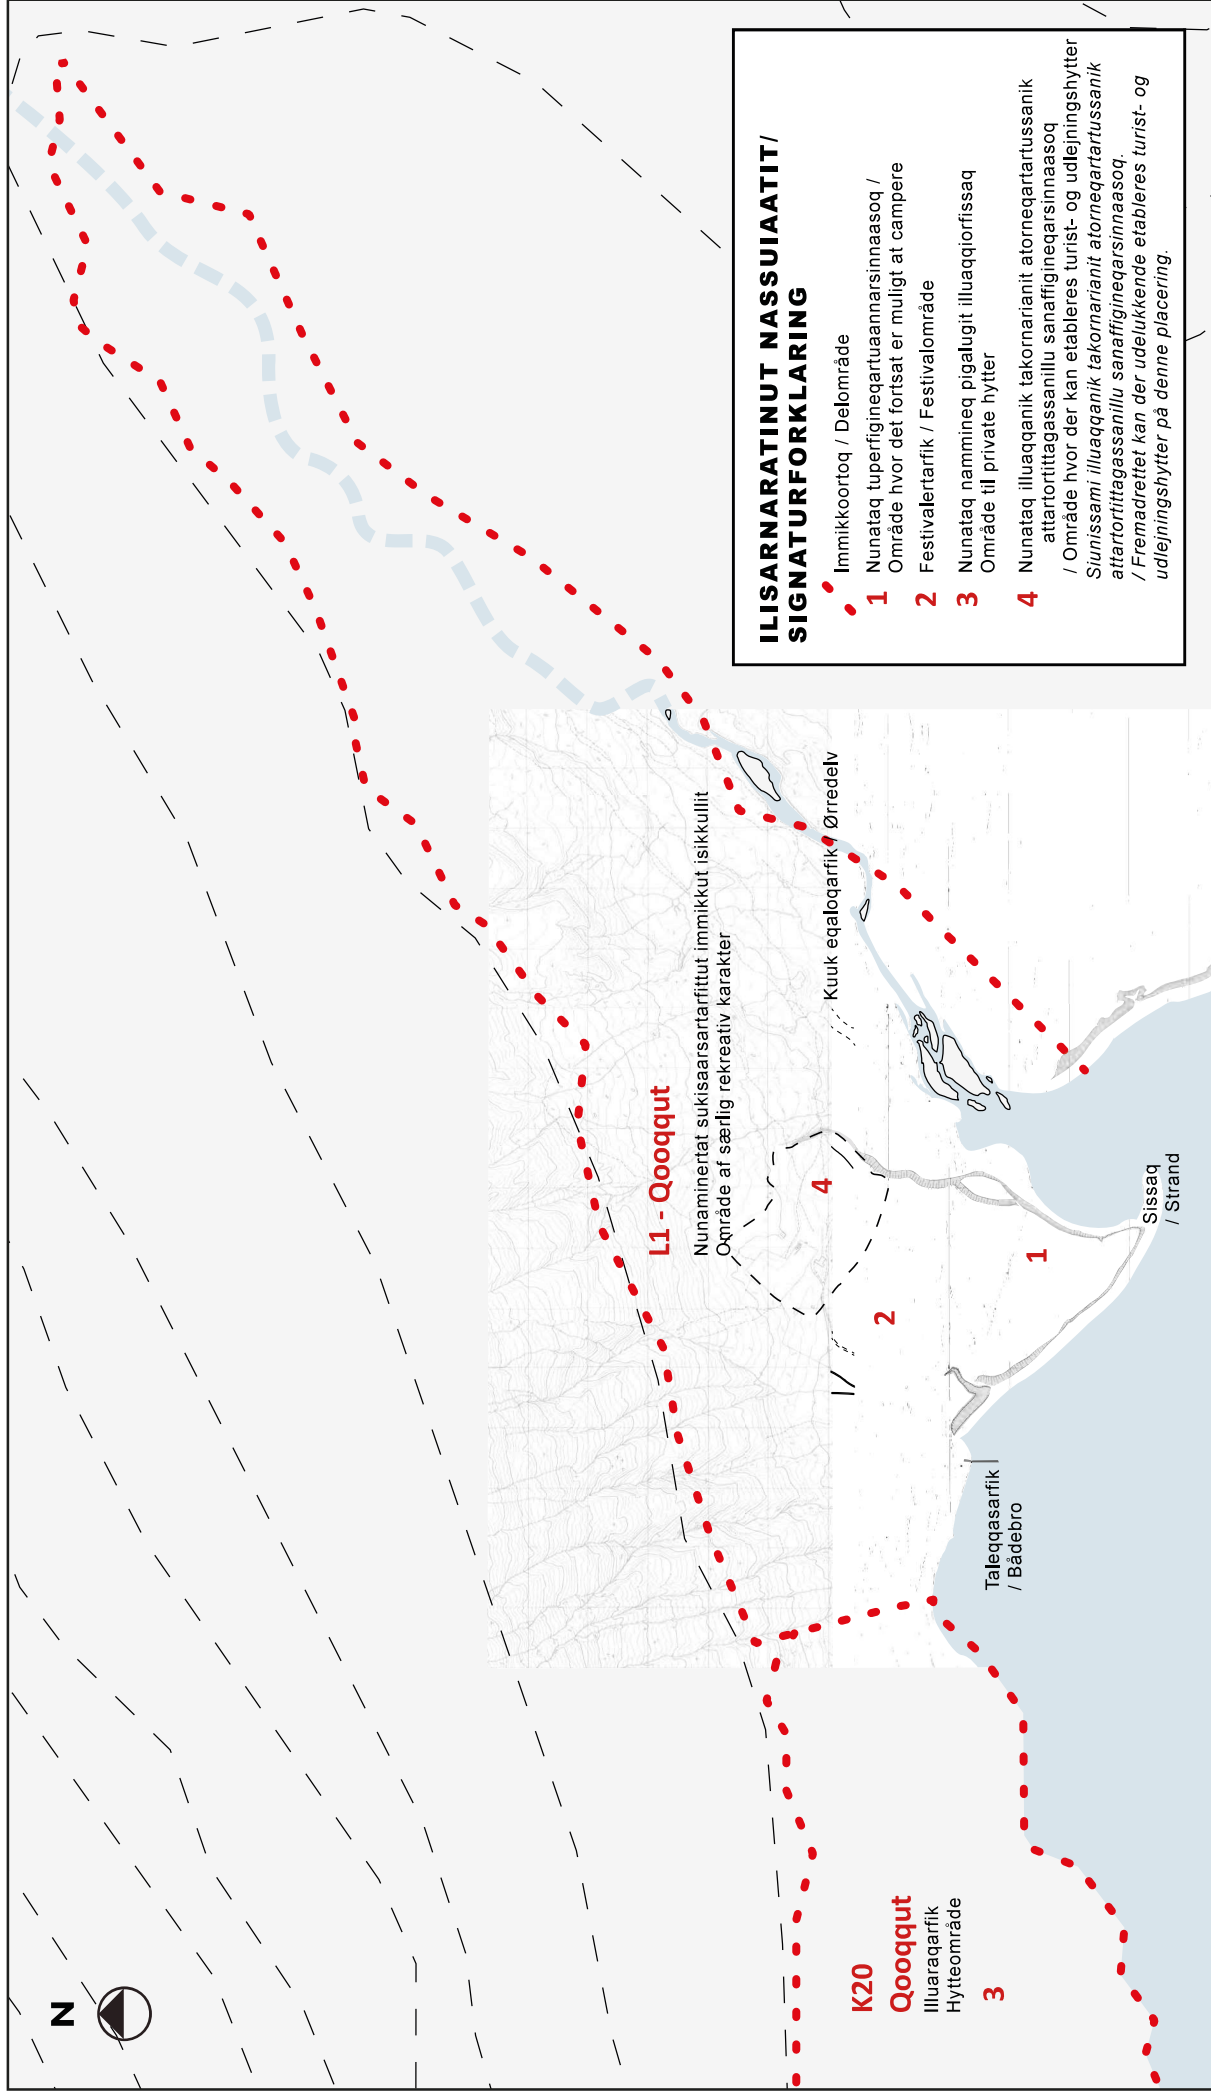 N
L1 - Qooqqut
Nunaminertat sukisaarsartarfittut immikkut isikkullit
Område af særlig rekreativ karakter
Kuuk eqaloqarfik / Ørredelv
4
2
1
Sissaq
/ Strand
Taleqqasarfik
/ Bådebro
K20
Qooqqut
Illuaraqarfik
Hytteområde
3
ILISARNARATINUT NASSUIAATIT/
SIGNATURFORKLARING
Immikkoortoq / Delområde
1 Nunataq tuperfigineqartuaannarsinnaasoq /
Område hvor det fortsat er muligt at campere
2 Festivalertarfik / Festivalområde
3 Nunataq nammineq pigalugit illuaqqiorfissaq
Område til private hytter
4 Nunataq illuaqqanik takornarianit atorneqartartussanik
attartortittagassanillu sanaffigineqarsinnaasoq
/ Område hvor der kan etableres turist- og udlejningshytter
Siunissami illuaqqanik takornarianit atorneqartartussanik
attartortittagassanillu sanaffigineqarsinnaasoq.
/ Fremadrettet kan der udelukkende etableres turist- og
udlejningshytter på denne placering.